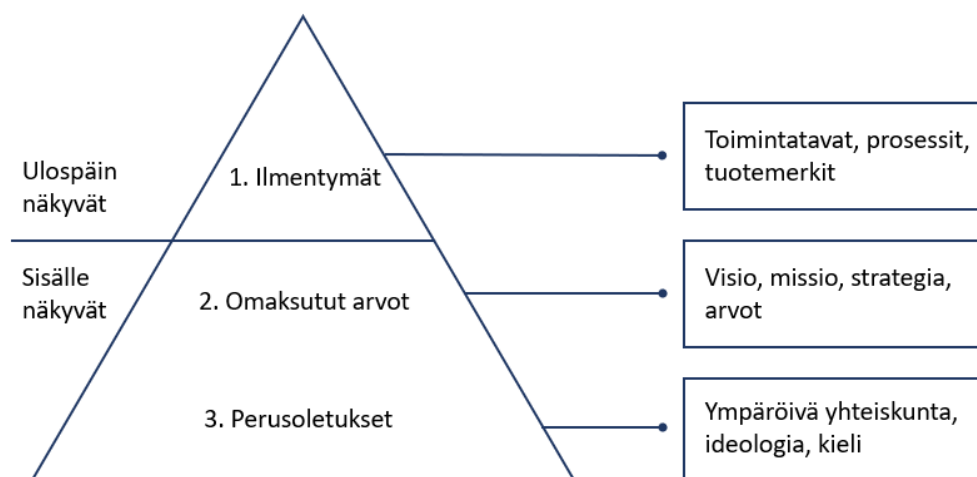 Ulospäin
näkyvät
1. Ilmentymät
Toimintatavat, prosessit,
tuotemerkit
Sisälle
näkyvät
2. Omaksutut arvot
Visio, missio, strategia,
arvot
3. Perusoletukset
Ympäröivä yhteiskunta,
ideologia, kieli